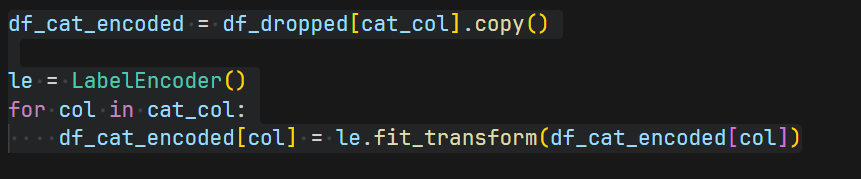 df_cat_encoded = df_dropped[cat_col].copy()
le = LabelEncoder()
for col in cat_col:
    df_cat_encoded[col] = le.fit_transform(df_cat_encoded[col])